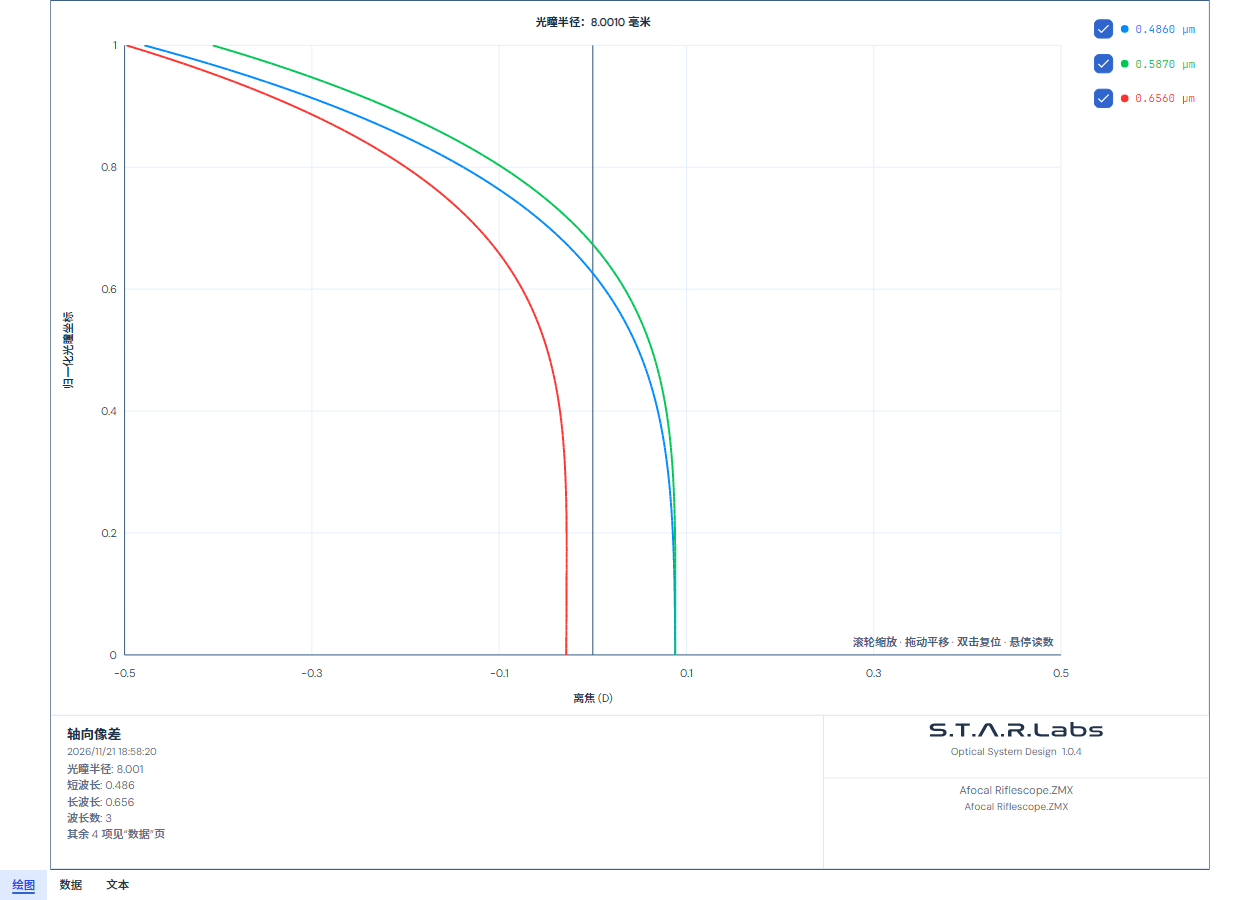 光瞳半径：8.0010 毫米
0.4860 µm
0.5870 µm
0.6560 µm
1
0.8
0.6
0.4
0.2
0
归一化光瞳坐标
滚轮缩放 · 拖动平移 · 双击复位 · 悬停读数
-0.5
-0.3
-0.1
0.1
0.3
0.5
离焦 (D)
轴向像差
2026/11/21 18:58:20
光瞳半径: 8.001
短波长: 0.486
长波长: 0.656
波长数: 3
其余 4 项见“数据”页
S.T.A.R.Labs
Optical System Design 1.0.4
Afocal Riflescope.ZMX
Afocal Riflescope.ZMX
绘图 数据 文本